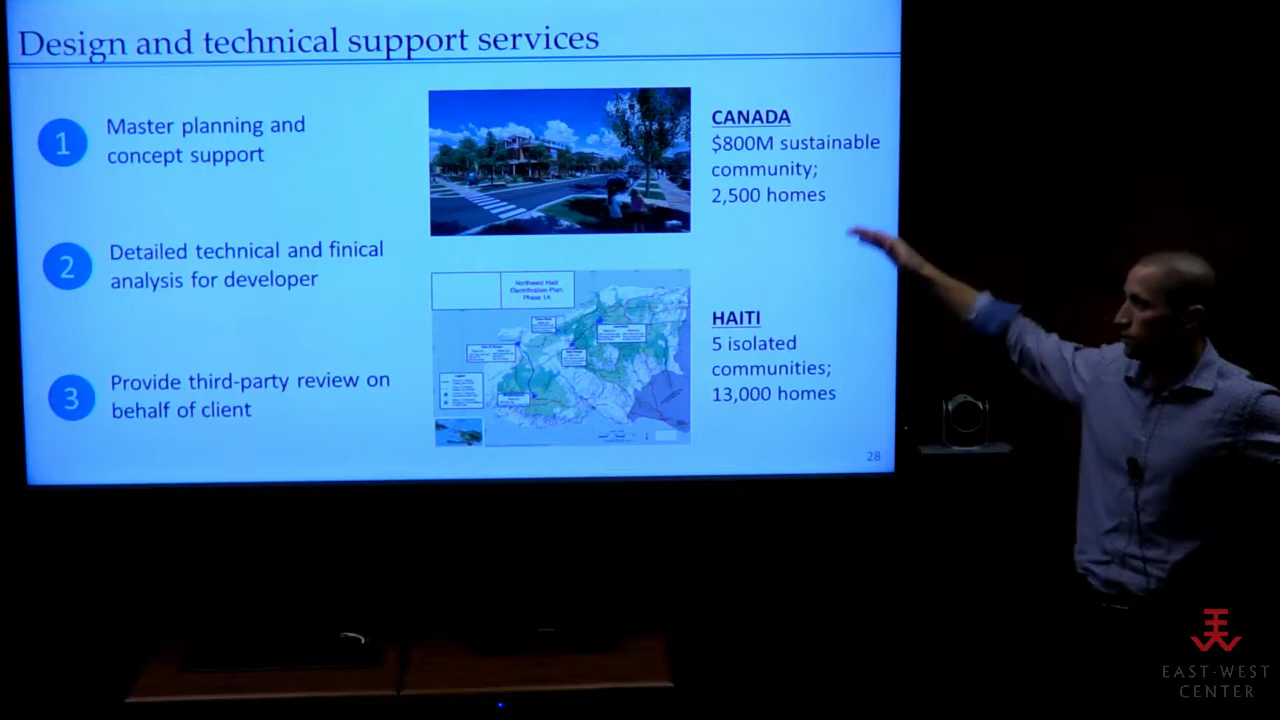 Design and technical support services
1
Master planning and
concept support
2
Detailed technical and finical
analysis for developer
3
Provide third-party review on
behalf of client
CANADA
$800M sustainable
community;
2,500 homes
Northwest Haiti
Electrification Plan;
Phase 1A
HAITI
5 isolated
communities;
13,000 homes
28
EAST-WEST
CENTER